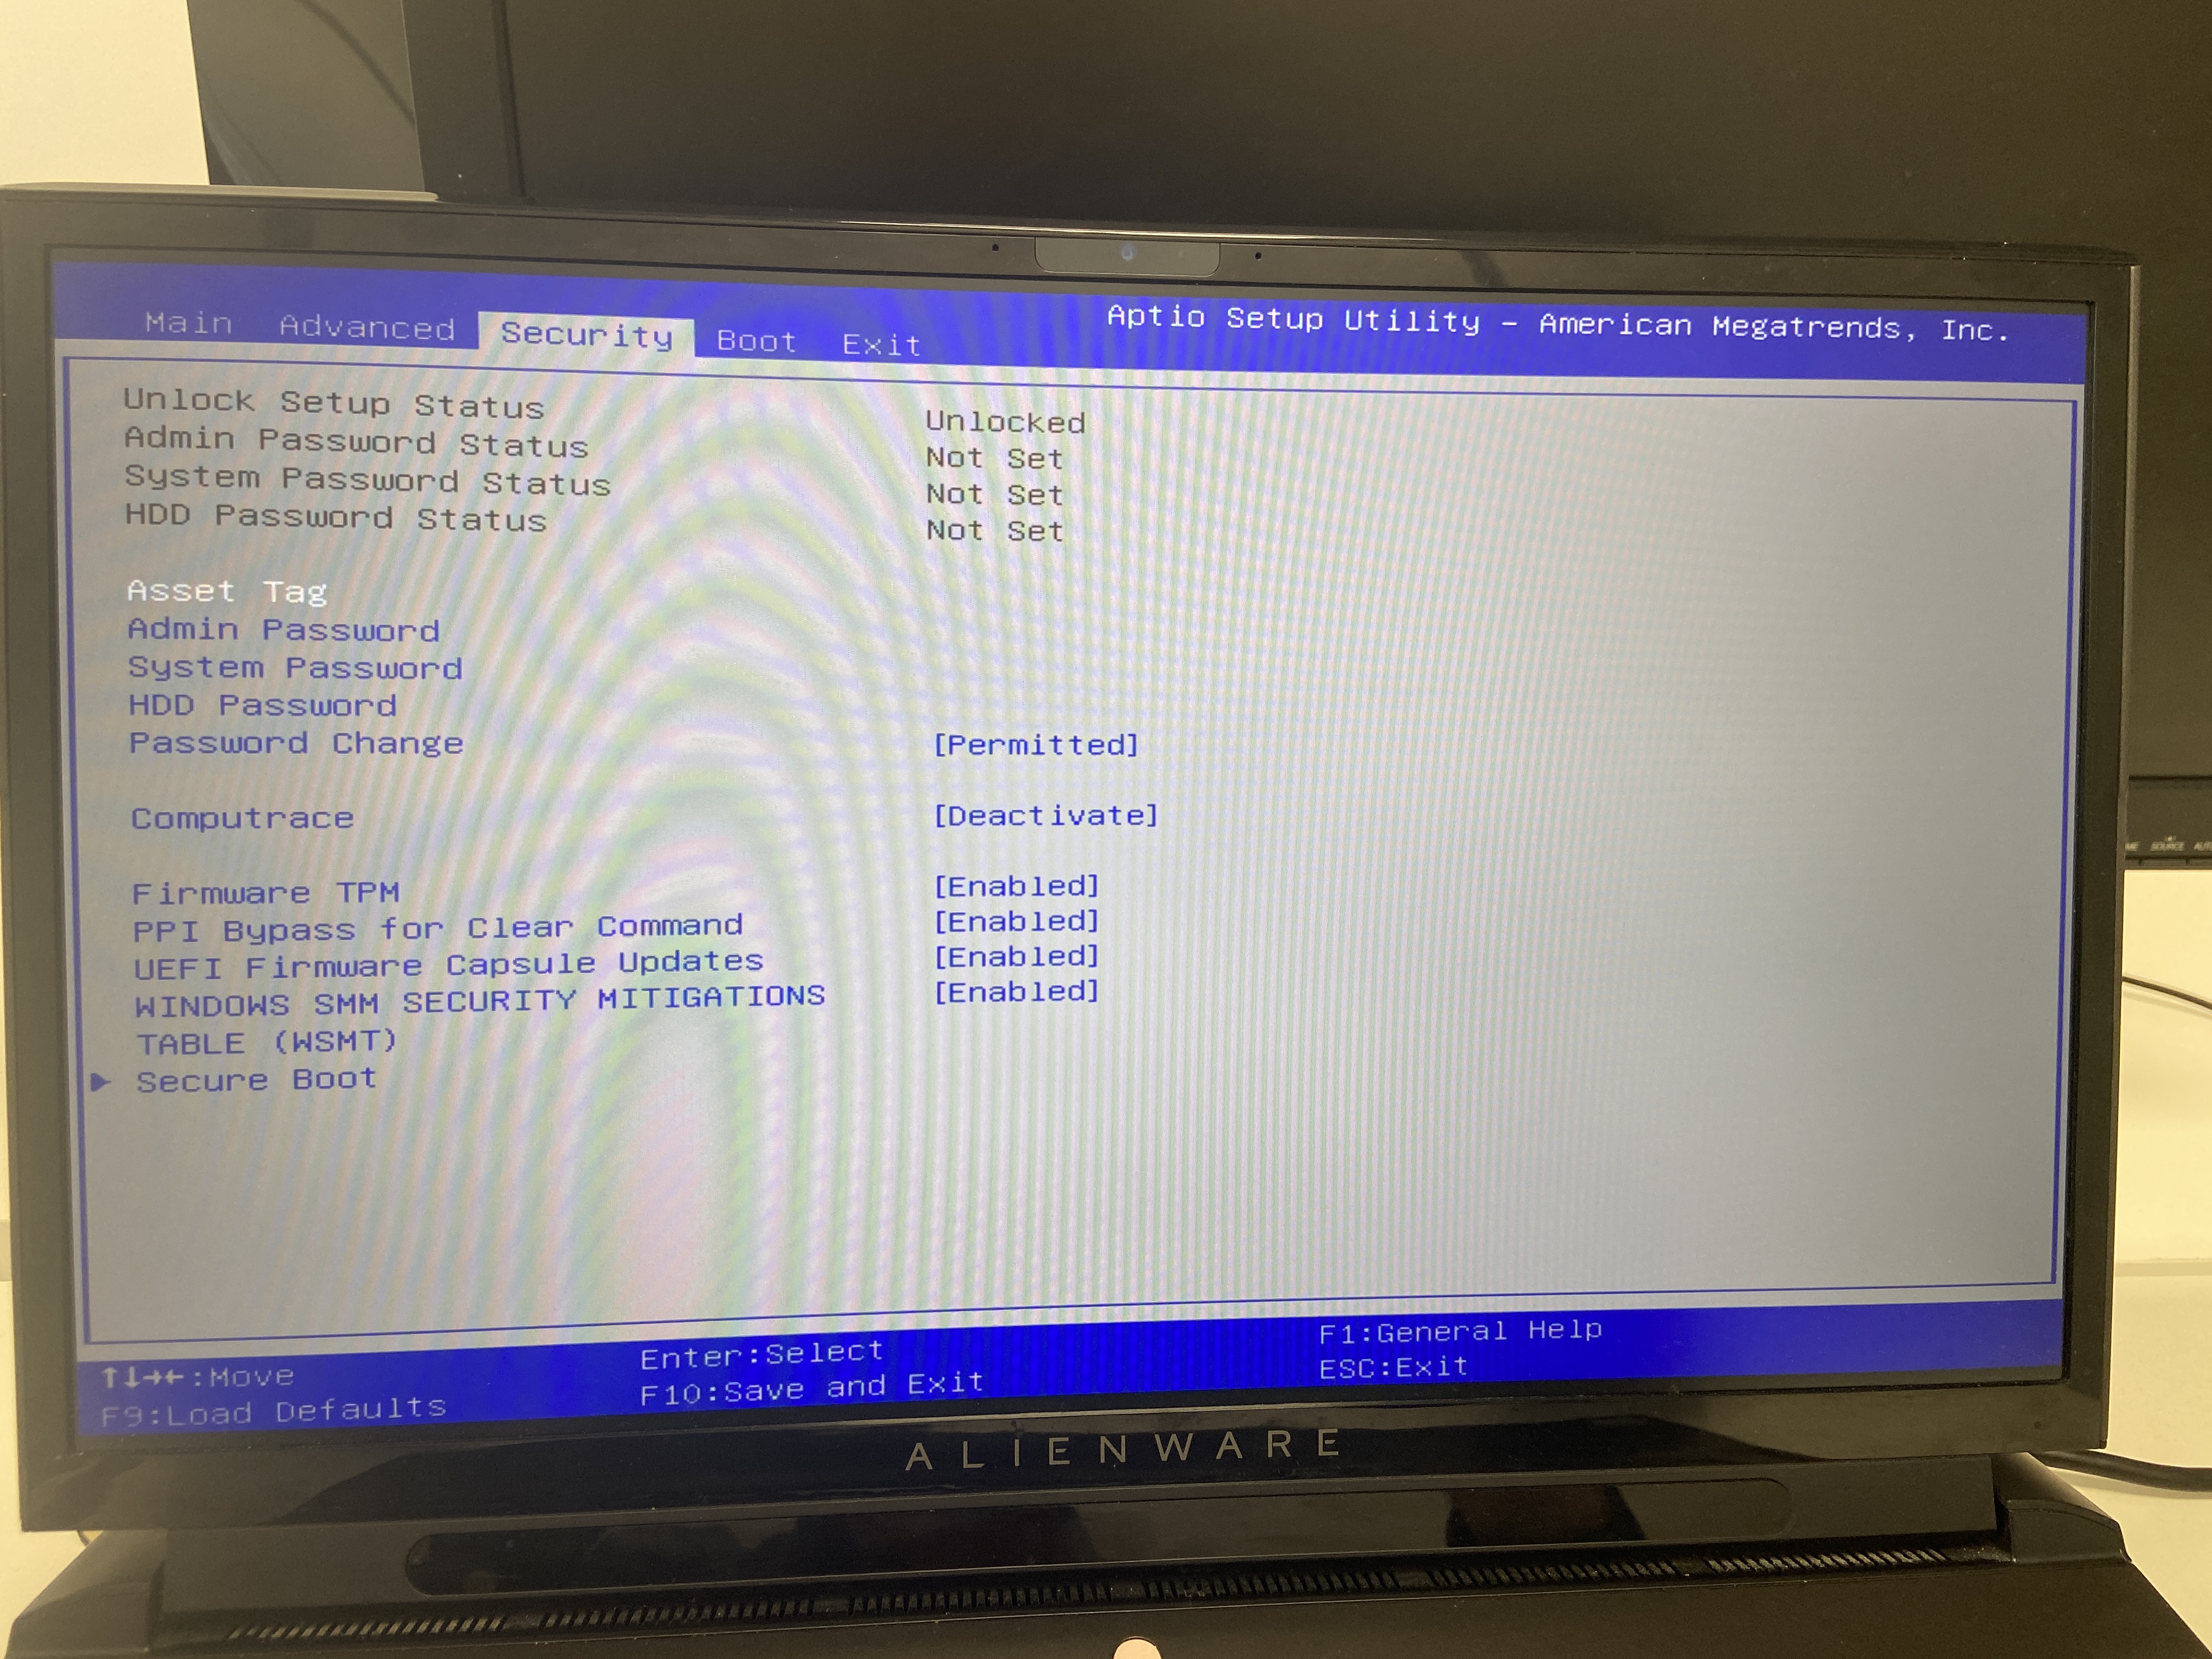 Aptio Setup Utility - American Megatrends, Inc.
Main Advanced Security Boot Exit
Unlock Setup Status Unlocked
Admin Password Status Not Set
System Password Status Not Set
HDD Password Status Not Set
Asset Tag
Admin Password
System Password
HDD Password
Password Change [Permitted]
Computrace [Deactivate]
Firmware TPM [Enabled]
PPI Bypass for Clear Command [Enabled]
UEFI Firmware Capsule Updates [Enabled]
WINDOWS SMM SECURITY MITIGATIONS [Enabled]
TABLE (WSMT)
▶ Secure Boot
↑↓→←:Move Enter:Select F1:General Help
F9:Load Defaults F10:Save and Exit ESC:Exit
ALIENWARE
SOURCE